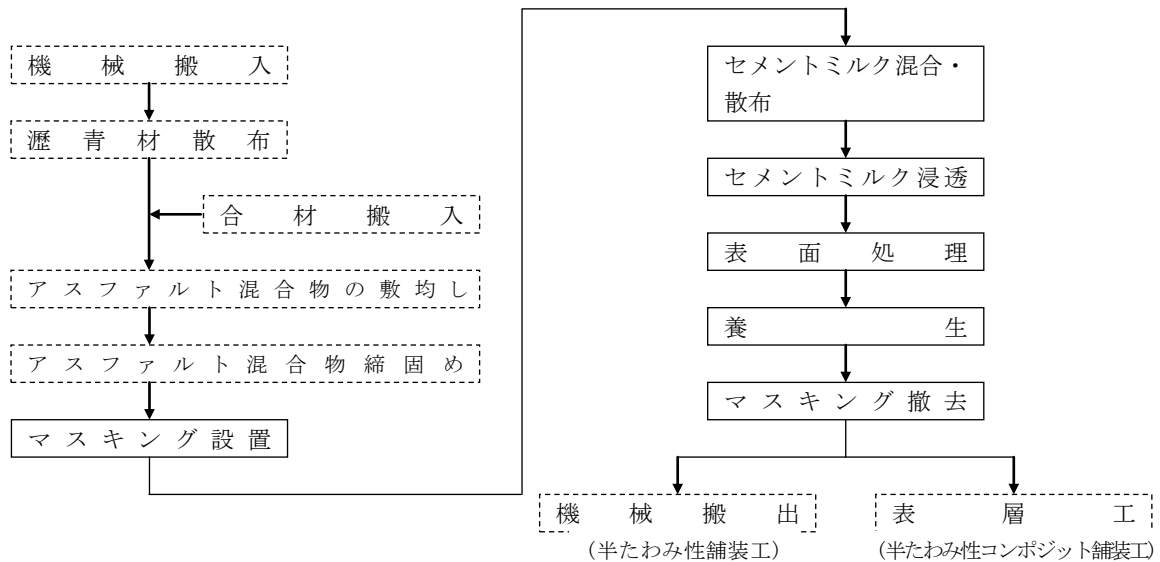 機械搬入
瀝青材散布
合材搬入
アスファルト混合物の敷均し
アスファルト混合物締固め
マスキング設置
セメントミルク混合・
散布
セメントミルク浸透
表面処理
養生
マスキング撤去
機械搬出
(半たわみ性舗装工)
表層工
(半たわみ性コンポジット舗装工)